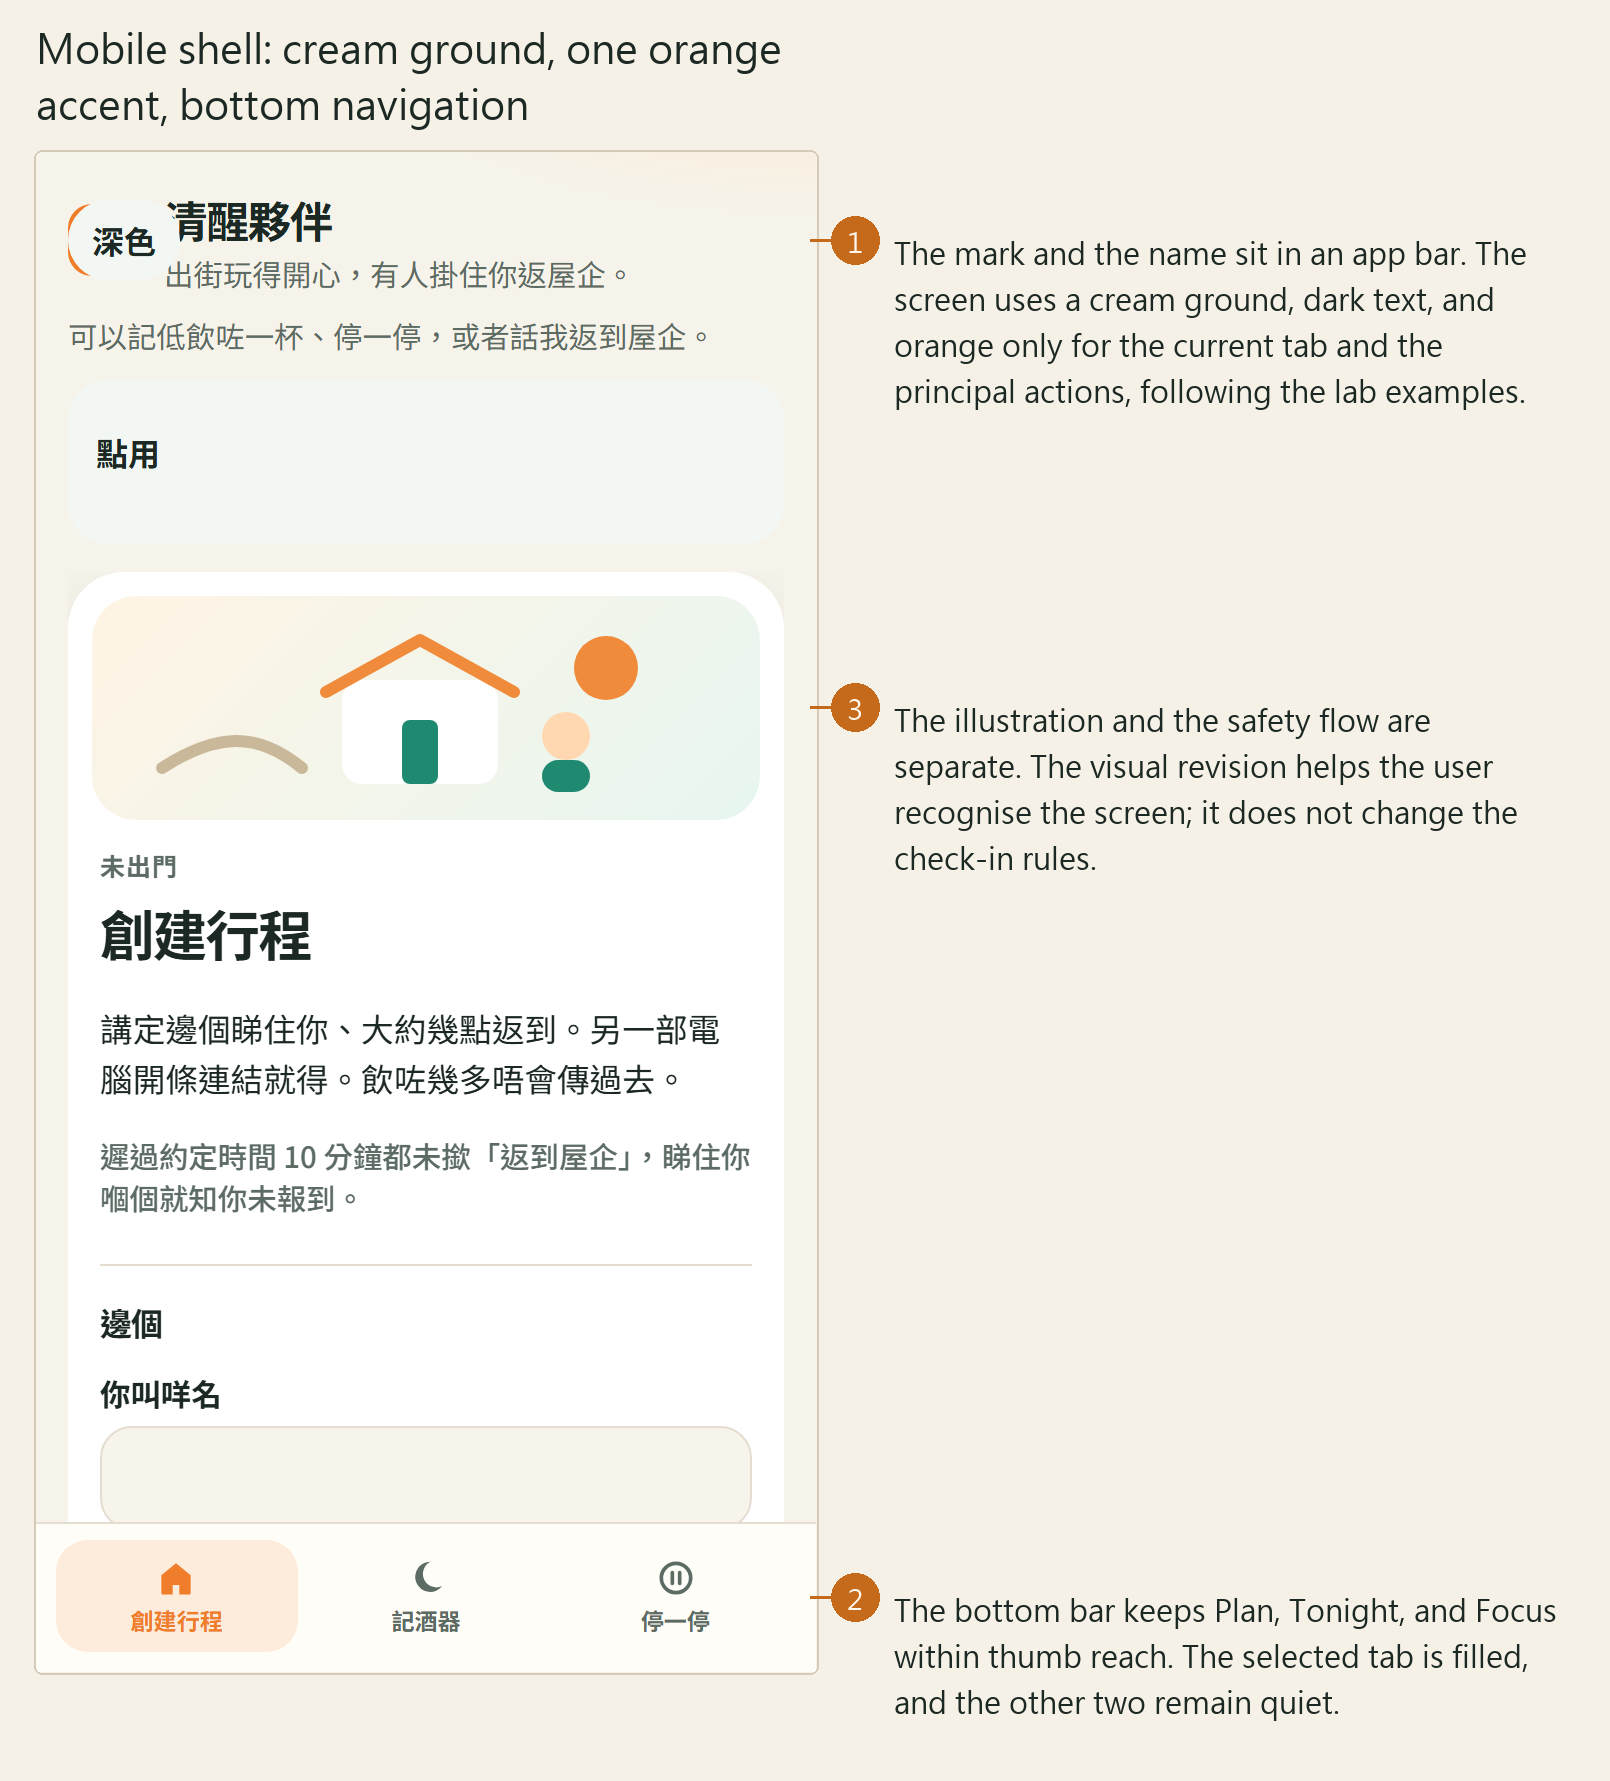 Mobile shell: cream ground, one orange
accent, bottom navigation
深色
清醒夥伴
出街玩得開心，有人掛住你返屋企。
可以記低飲咗一杯、停一停，或者話我返到屋企。
點用
1
The mark and the name sit in an app bar. The
screen uses a cream ground, dark text, and
orange only for the current tab and the
principal actions, following the lab examples.
3
The illustration and the safety flow are
separate. The visual revision helps the user
recognise the screen; it does not change the
check-in rules.
未出門
創建行程
講定邊個睇住你、大約幾點返到。另一部電
腦開條連結就得。飲咗幾多唔會傳過去。
遲過約定時間 10 分鐘都未撳「返到屋企」，睇住你
嗰個就知你未報到。
邊個
你叫咩名
創建行程
記酒器
停一停
2
The bottom bar keeps Plan, Tonight, and Focus
within thumb reach. The selected tab is filled,
and the other two remain quiet.